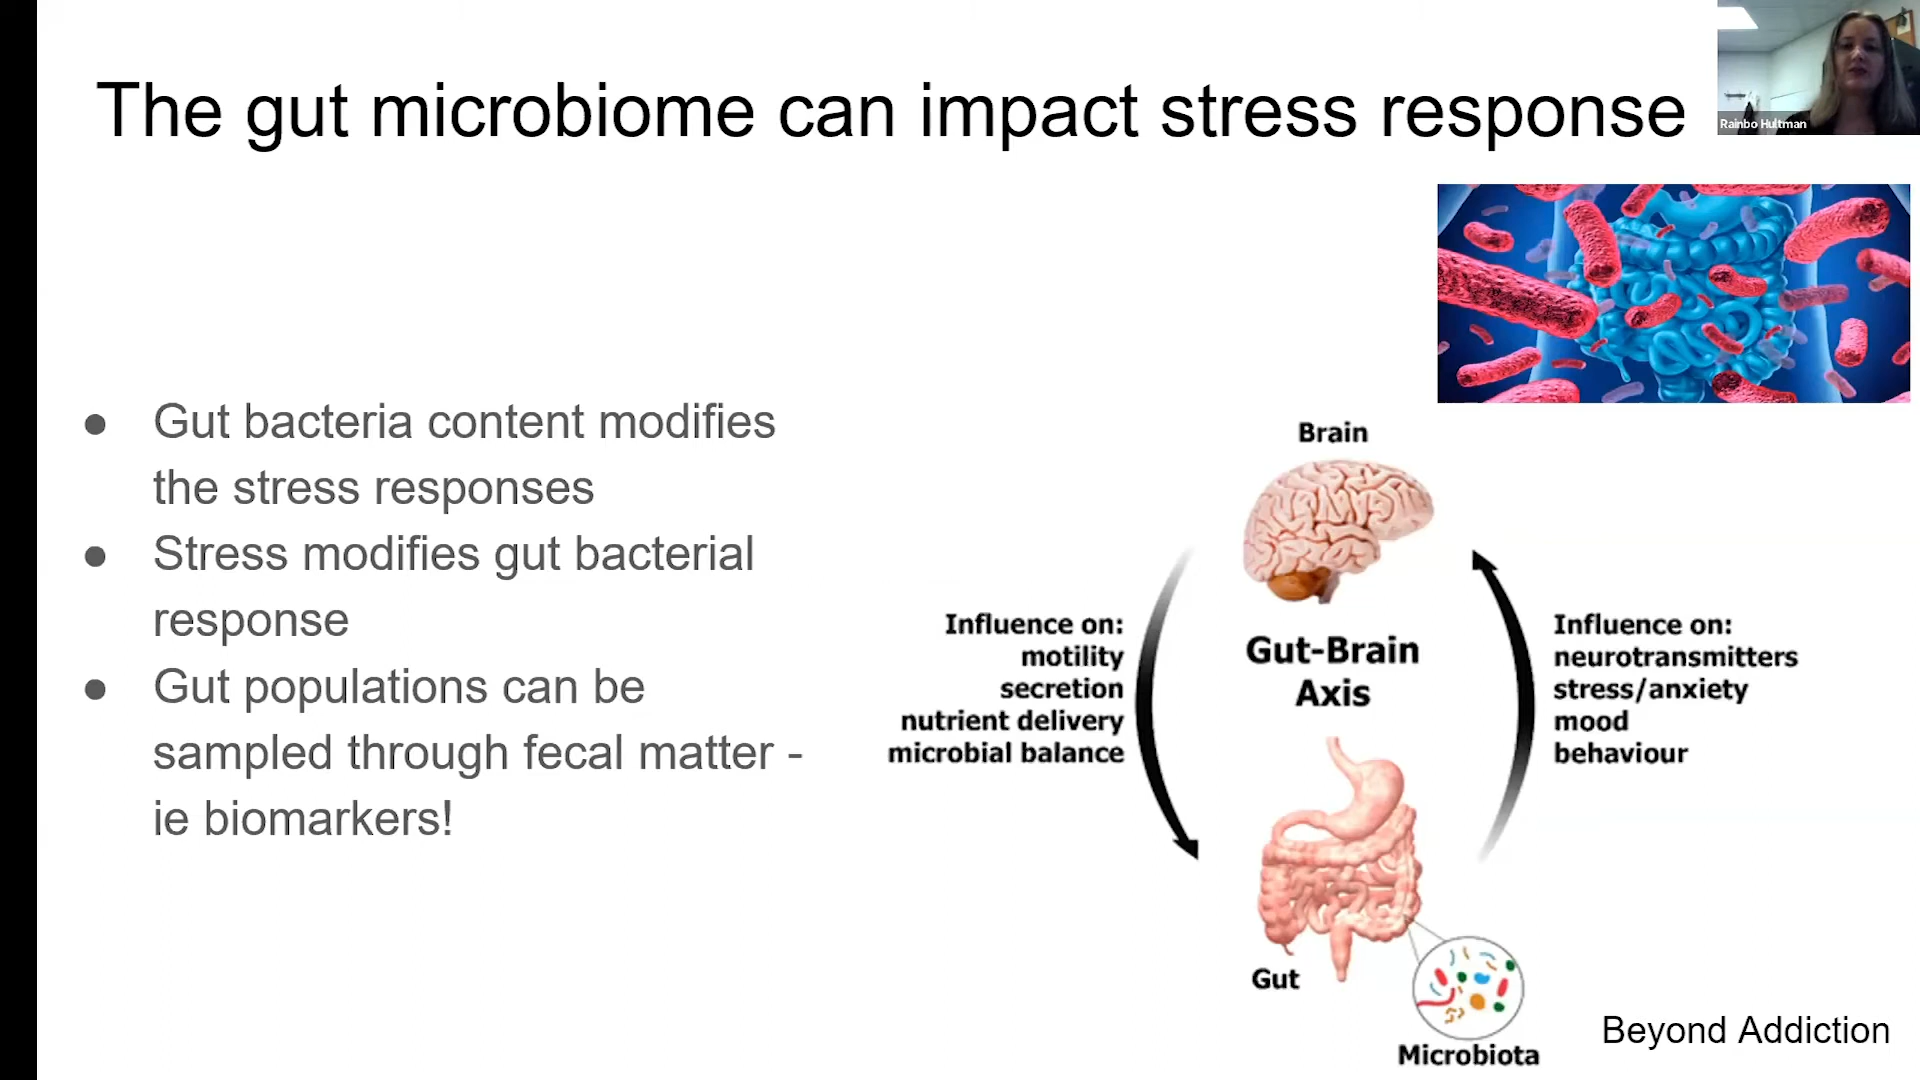 The gut microbiome can impact stress response
Rainbo Hultman
● Gut bacteria content modifies
the stress responses
● Stress modifies gut bacterial
response
● Gut populations can be
sampled through fecal matter -
ie biomarkers!
Brain
Influence on:
motility
secretion
nutrient delivery
microbial balance
Gut-Brain
Axis
Influence on:
neurotransmitters
stress/anxiety
mood
behaviour
Gut
Microbiota
Beyond Addiction